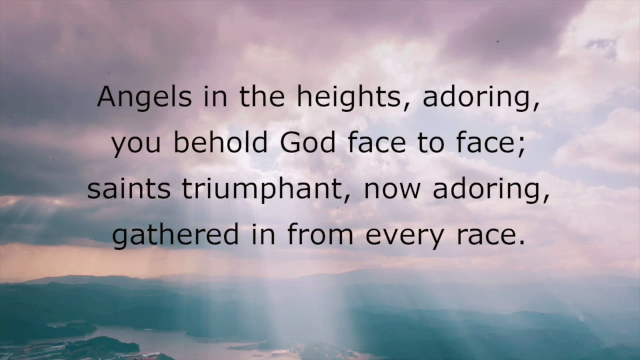 Angels in the heights, adoring,
you behold God face to face;
saints triumphant, now adoring,
gathered in from every race.